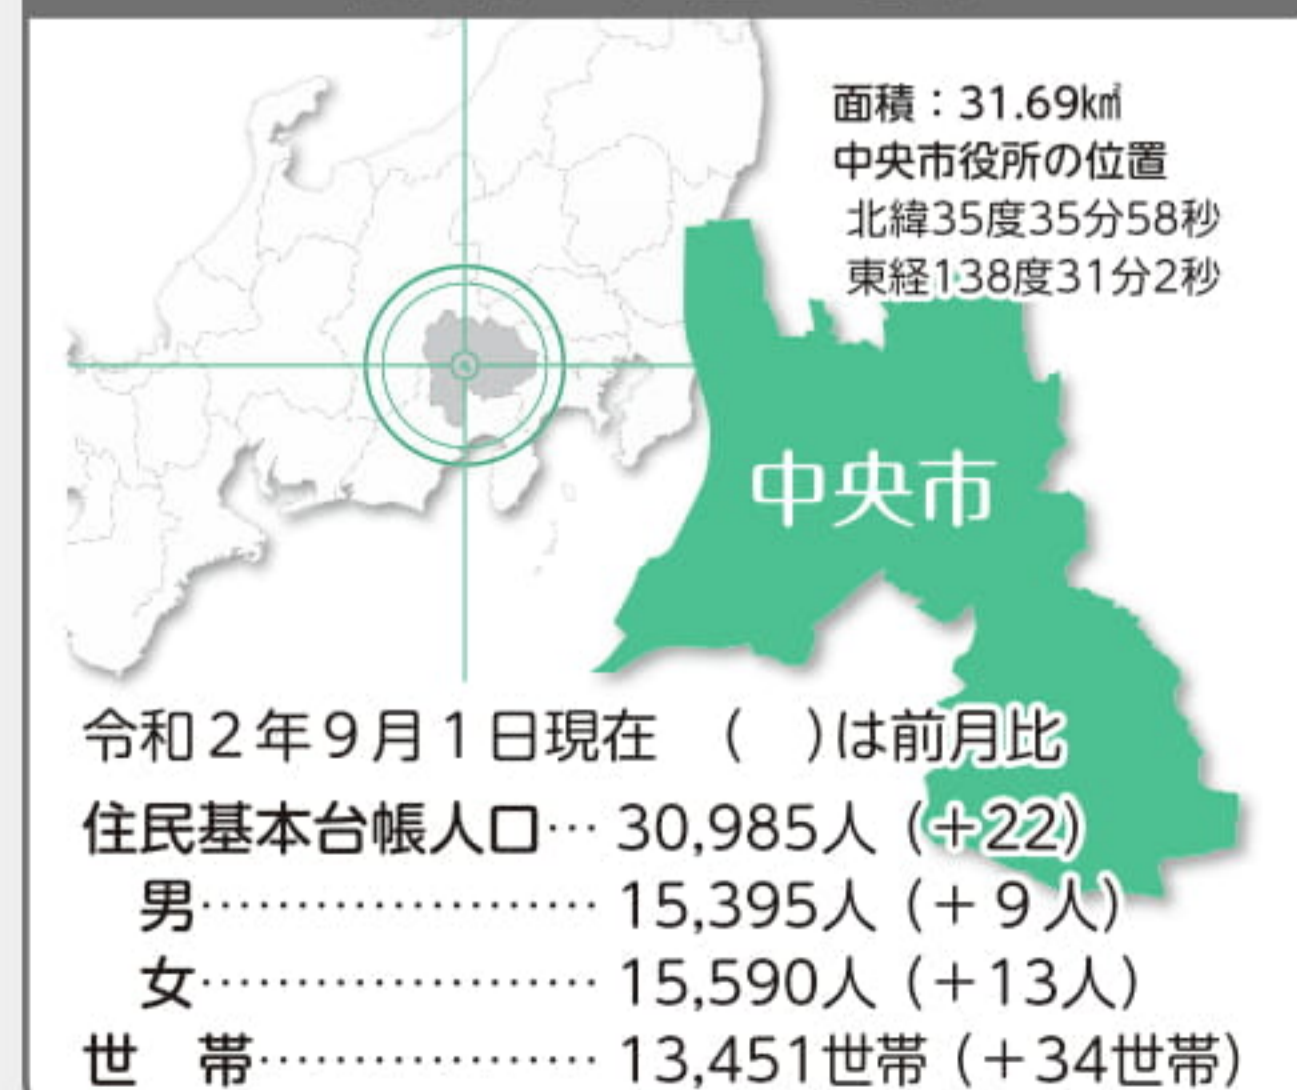 面積：31.69㎢
中央市役所の位置
北緯35度35分58秒
東経138度31分2秒
中央市
令和２年９月１日現在　(　)は前月比
住民基本台帳人口… 30,985人 (＋22)
男…………………… 15,395人 (＋９人)
女…………………… 15,590人 (＋13人)
世　帯……………… 13,451世帯 (＋34世帯)